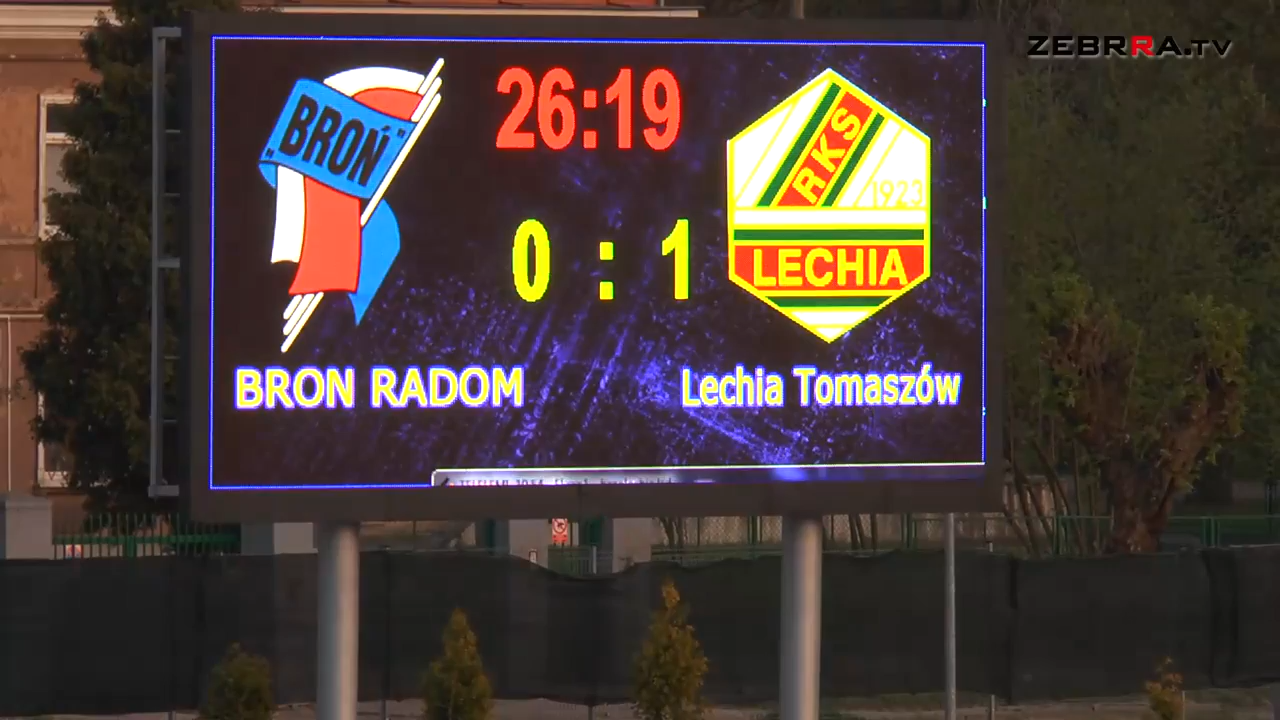 ZEBRRA.TV
26:19
„BROŃ”
RKS
1923
LECHIA
0 : 1
BRON RADOM
Lechia Tomaszów